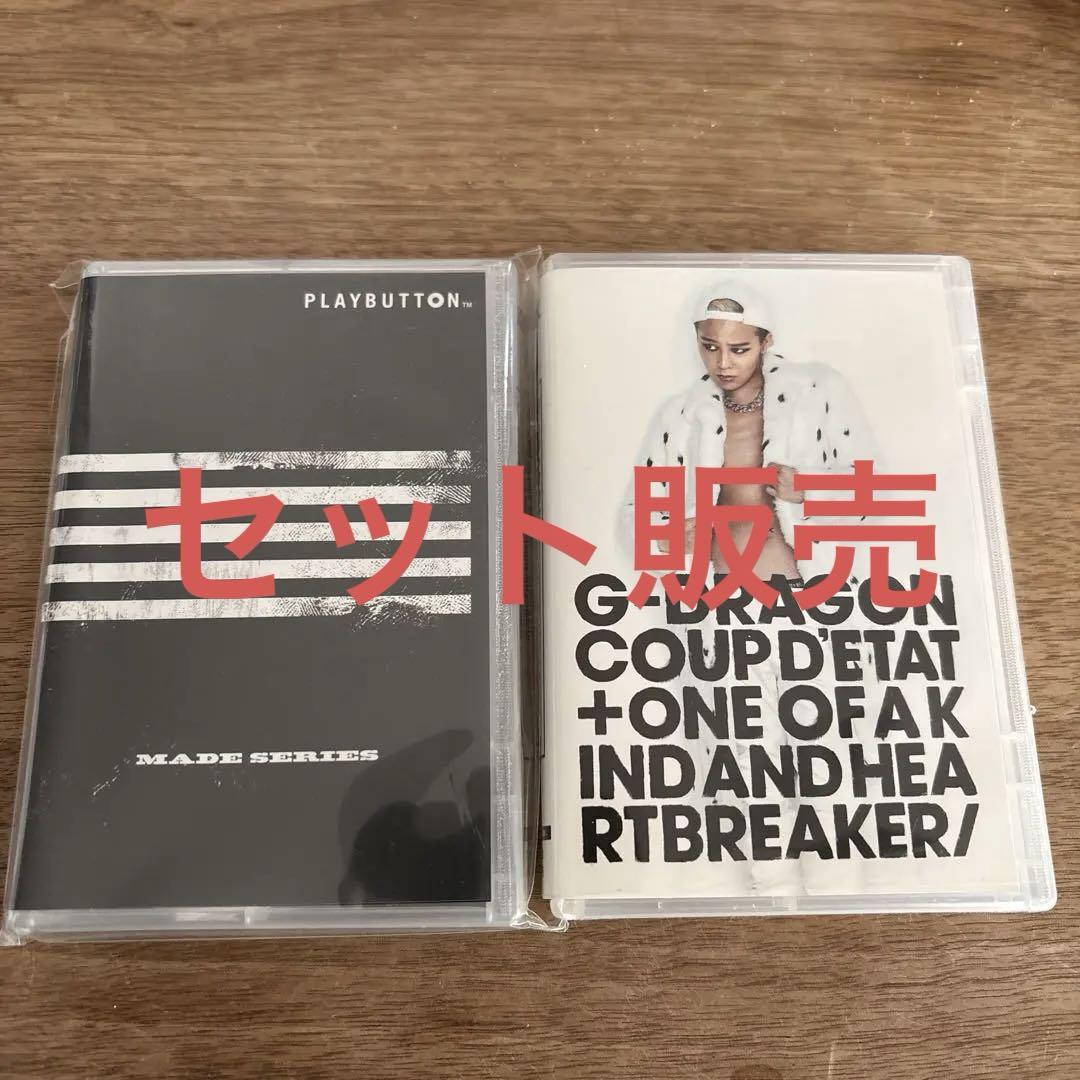 PLAYBUTTON™
MADE SERIES
セット販売
G-DRAGON
COUP D'ETAT
+ONE OF A K
IND AND HEA
RTBREAKER/